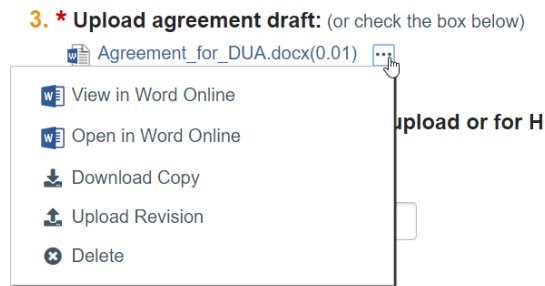 3. * Upload agreement draft: (or check the box below)
Agreement_for_DUA.docx(0.01) ...
View in Word Online
upload or for H
Open in Word Online
Download Copy
Upload Revision
Delete